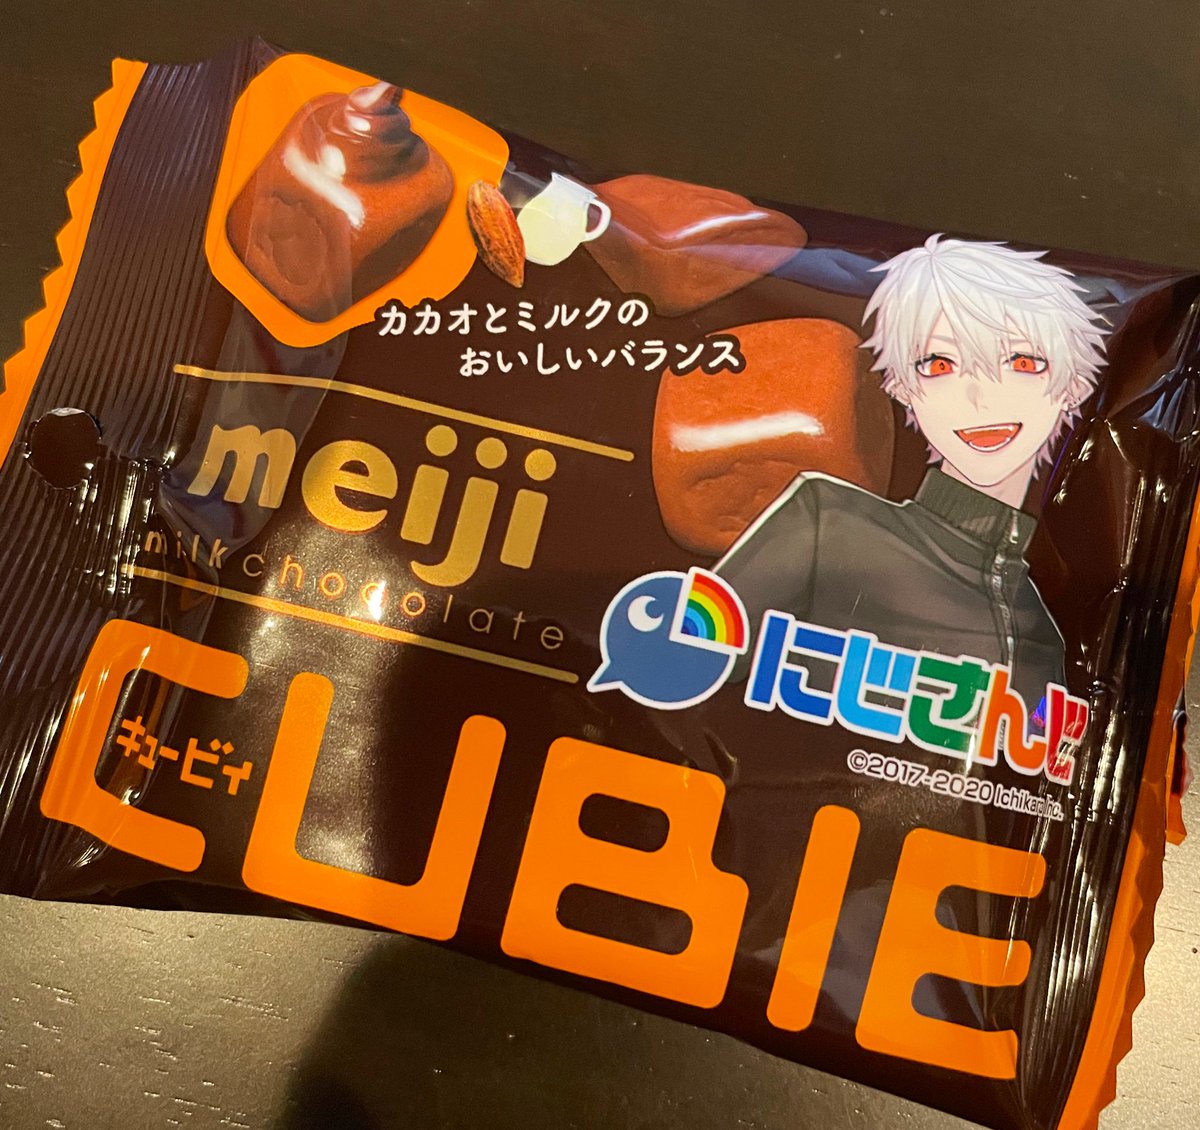 カカオとミルクの
おいしいバランス
meiji
milk chocolate
にじさんじ
©2017-2020 Ichikara Inc.
キュービィ
CUBIE